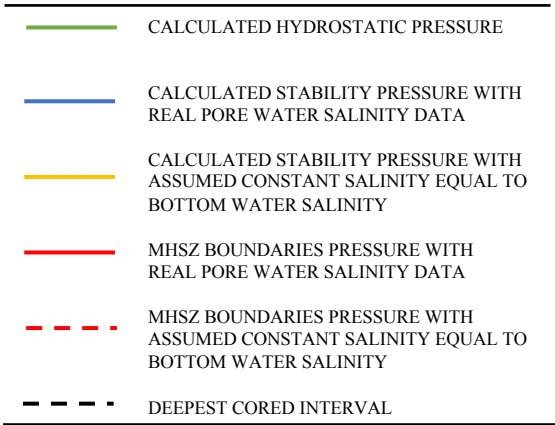 CALCULATED HYDROSTATIC PRESSURE
CALCULATED STABILITY PRESSURE WITH
REAL PORE WATER SALINITY DATA
CALCULATED STABILITY PRESSURE WITH
ASSUMED CONSTANT SALINITY EQUAL TO
BOTTOM WATER SALINITY
MHSZ BOUNDARIES PRESSURE WITH
REAL PORE WATER SALINITY DATA
MHSZ BOUNDARIES PRESSURE WITH
ASSUMED CONSTANT SALINITY EQUAL TO
BOTTOM WATER SALINITY
DEEPEST CORED INTERVAL